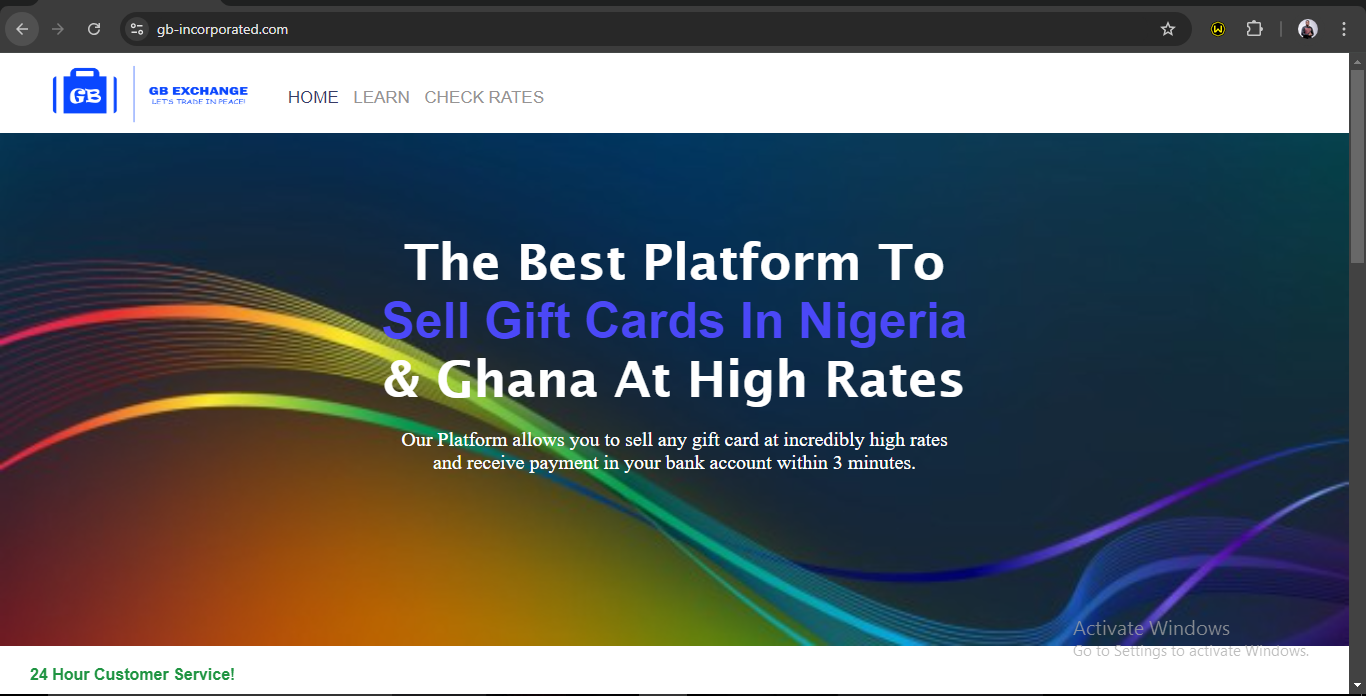 gb-incorporated.com
GB
GB EXCHANGE
LET'S TRADE IN PEACE!
HOME LEARN CHECK RATES
The Best Platform To
Sell Gift Cards In Nigeria
& Ghana At High Rates
Our Platform allows you to sell any gift card at incredibly high rates
and receive payment in your bank account within 3 minutes.
Activate Windows
Go to Settings to activate Windows.
24 Hour Customer Service!